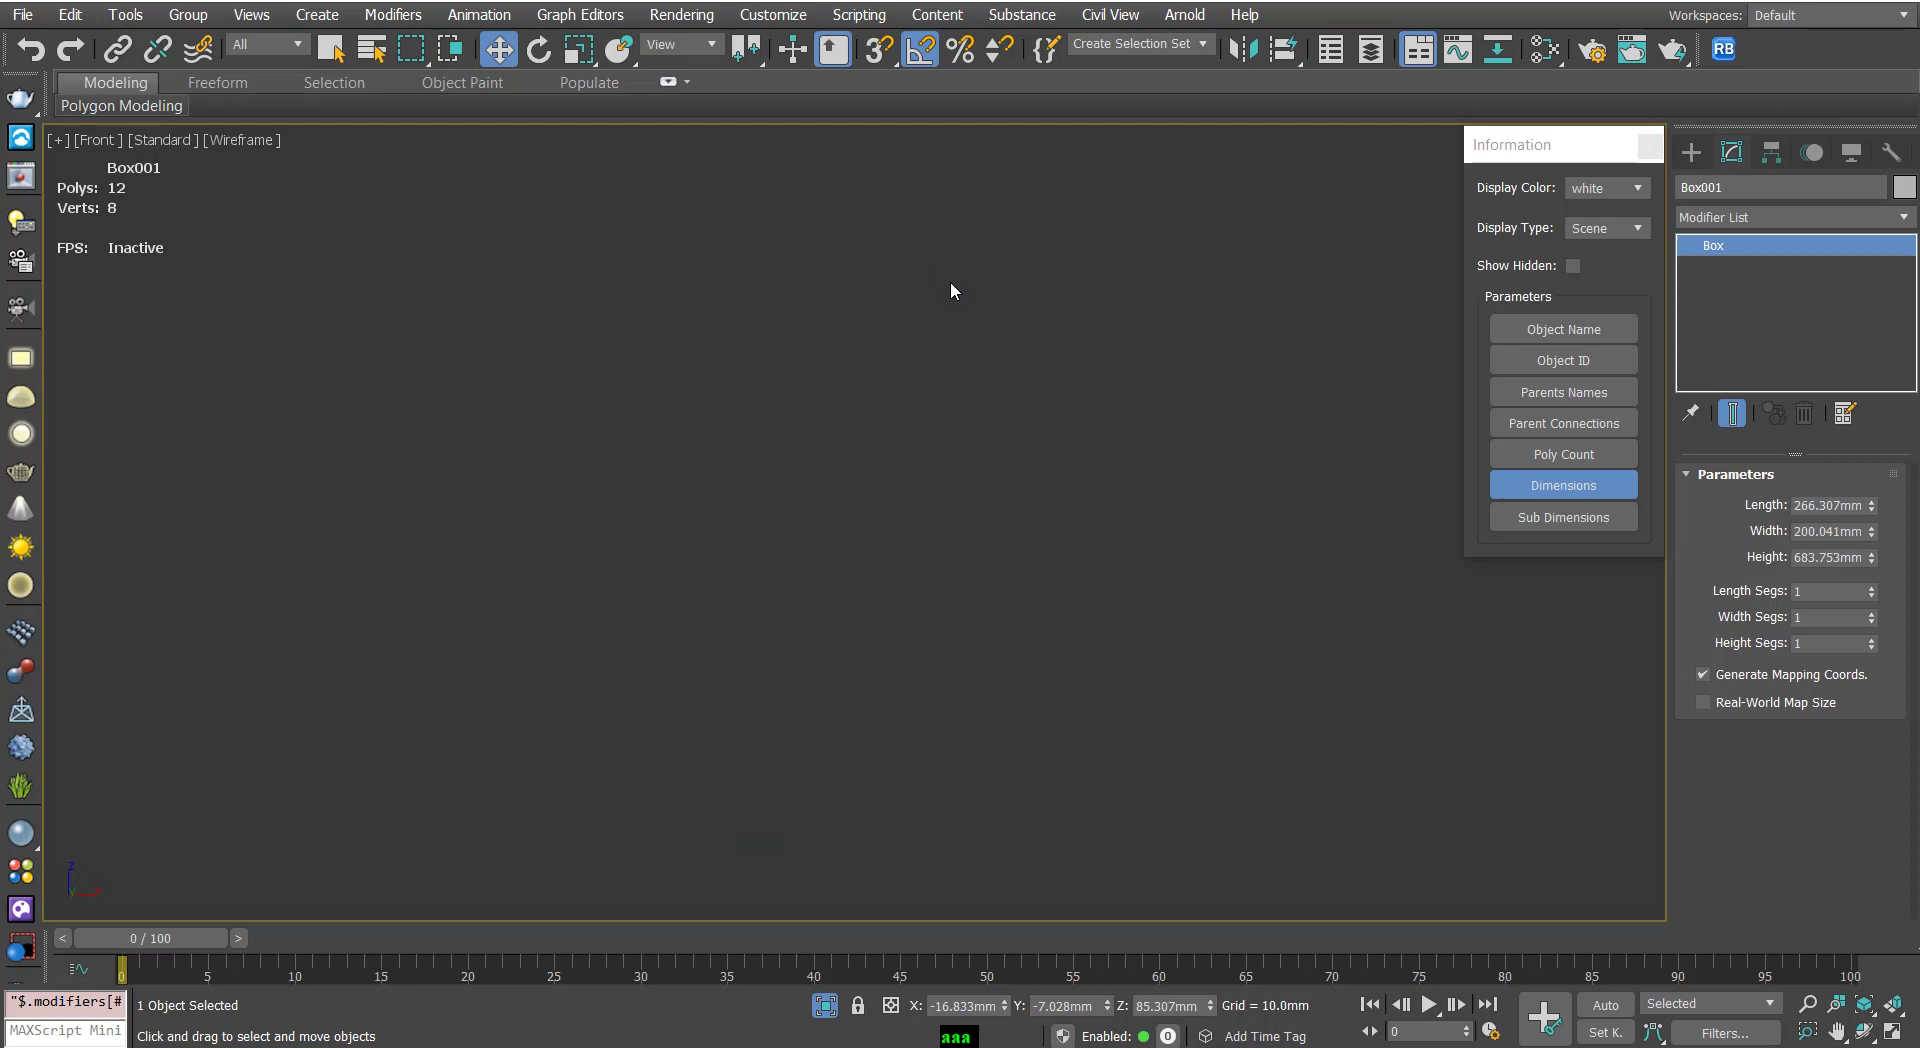 File Edit Tools Group Views Create Modifiers Animation Graph Editors Rendering Customize Scripting Content Substance Civil View Arnold Help Workspaces: Default
All View Create Selection Set RB
Modeling Freeform Selection Object Paint Populate
Polygon Modeling
[+] [Front ] [Standard ] [Wireframe ]
Box001
Polys: 12
Verts: 8
FPS: Inactive
Information
Display Color: white
Display Type: Scene
Show Hidden:
Parameters
Object Name
Object ID
Parents Names
Parent Connections
Poly Count
Dimensions
Sub Dimensions
Box001
Modifier List
Box
Parameters
Length: 266.307mm
Width: 200.041mm
Height: 683.753mm
Length Segs: 1
Width Segs: 1
Height Segs: 1
Generate Mapping Coords.
Real-World Map Size
z
y
< 0 / 100 >
0 5 10 15 20 25 30 35 40 45 50 55 60 65 70 75 80 85 90 95 100
"$.modifiers[# 1 Object Selected X: -16.833mm Y: -7.028mm Z: 85.307mm Grid = 10.0mm Auto Selected
MAXScript Mini Click and drag to select and move objects aaa Enabled: 0 Add Time Tag 0 Set K. Filters...